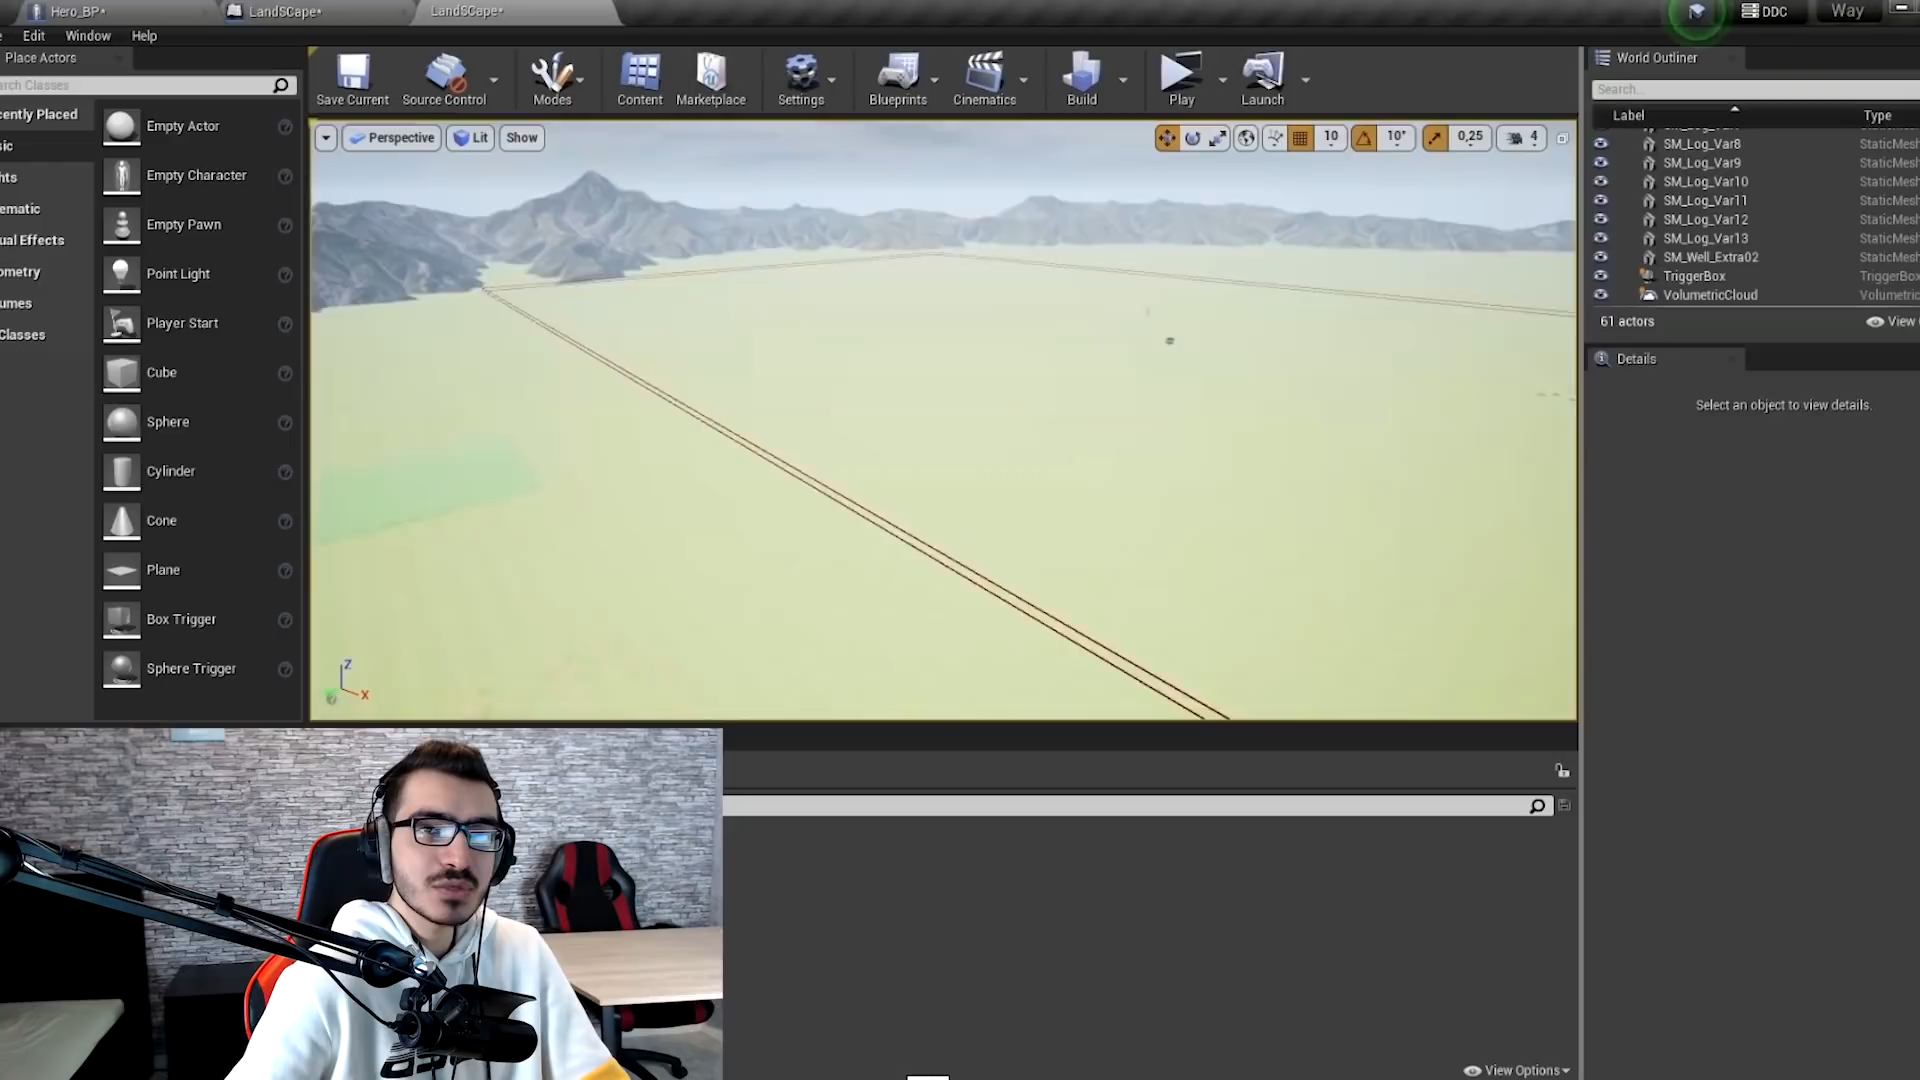 Hero_BP*
LandSCape*
LandSCape*
DDC
Way
Edit
Window
Help
Place Actors
rch Classes
cently Placed
sic
hts
ematic
ual Effects
ometry
umes
Classes
Empty Actor
Empty Character
Empty Pawn
Point Light
Player Start
Cube
Sphere
Cylinder
Cone
Plane
Box Trigger
Sphere Trigger
Save Current
Source Control
Modes
Content
Marketplace
Settings
Blueprints
Cinematics
Build
Play
Launch
Perspective
Lit
Show
10
10°
0,25
4
Z
X
World Outliner
Search...
Label
Type
SM_Log_Var8
StaticMesh
SM_Log_Var9
StaticMesh
SM_Log_Var10
StaticMesh
SM_Log_Var11
StaticMesh
SM_Log_Var12
StaticMesh
SM_Log_Var13
StaticMesh
SM_Well_Extra02
StaticMesh
TriggerBox
TriggerBox
VolumetricCloud
Volumetric
61 actors
View
Details
Select an object to view details.
View Options